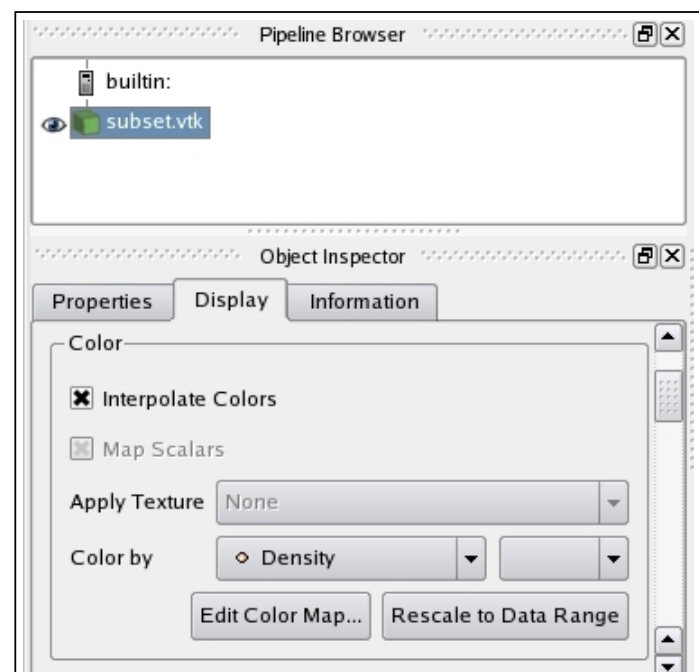 Pipeline Browser
builtin:
subset.vtk
Object Inspector
Properties Display Information
Color
Interpolate Colors
Map Scalars
Apply Texture None
Color by Density
Edit Color Map... Rescale to Data Range